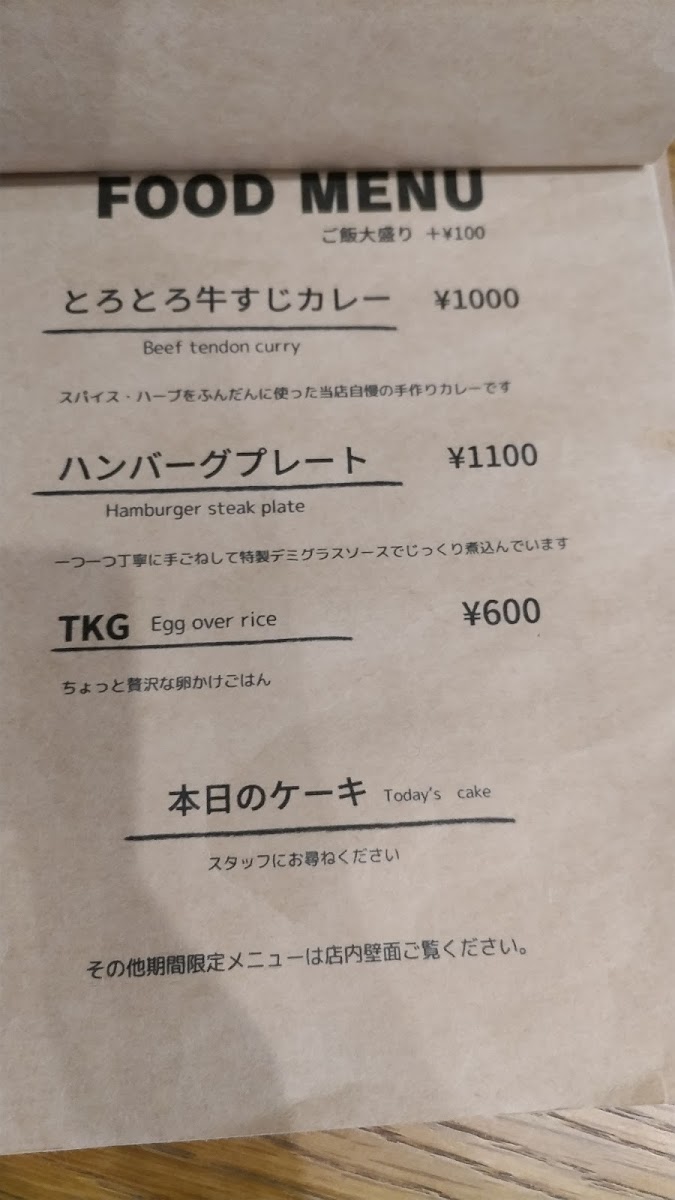 FOOD MENU
ご飯大盛り +¥100
とろとろ牛すじカレー ¥1000
Beef tendon curry
スパイス・ハーブをふんだんに使った当店自慢の手作りカレーです
ハンバーグプレート ¥1100
Hamburger steak plate
一つ一つ丁寧に手ごねして特製デミグラスソースでじっくり煮込んでいます
TKG Egg over rice ¥600
ちょっと贅沢な卵かけごはん
本日のケーキ Today's cake
スタッフにお尋ねください
その他期間限定メニューは店内壁面ご覧ください。